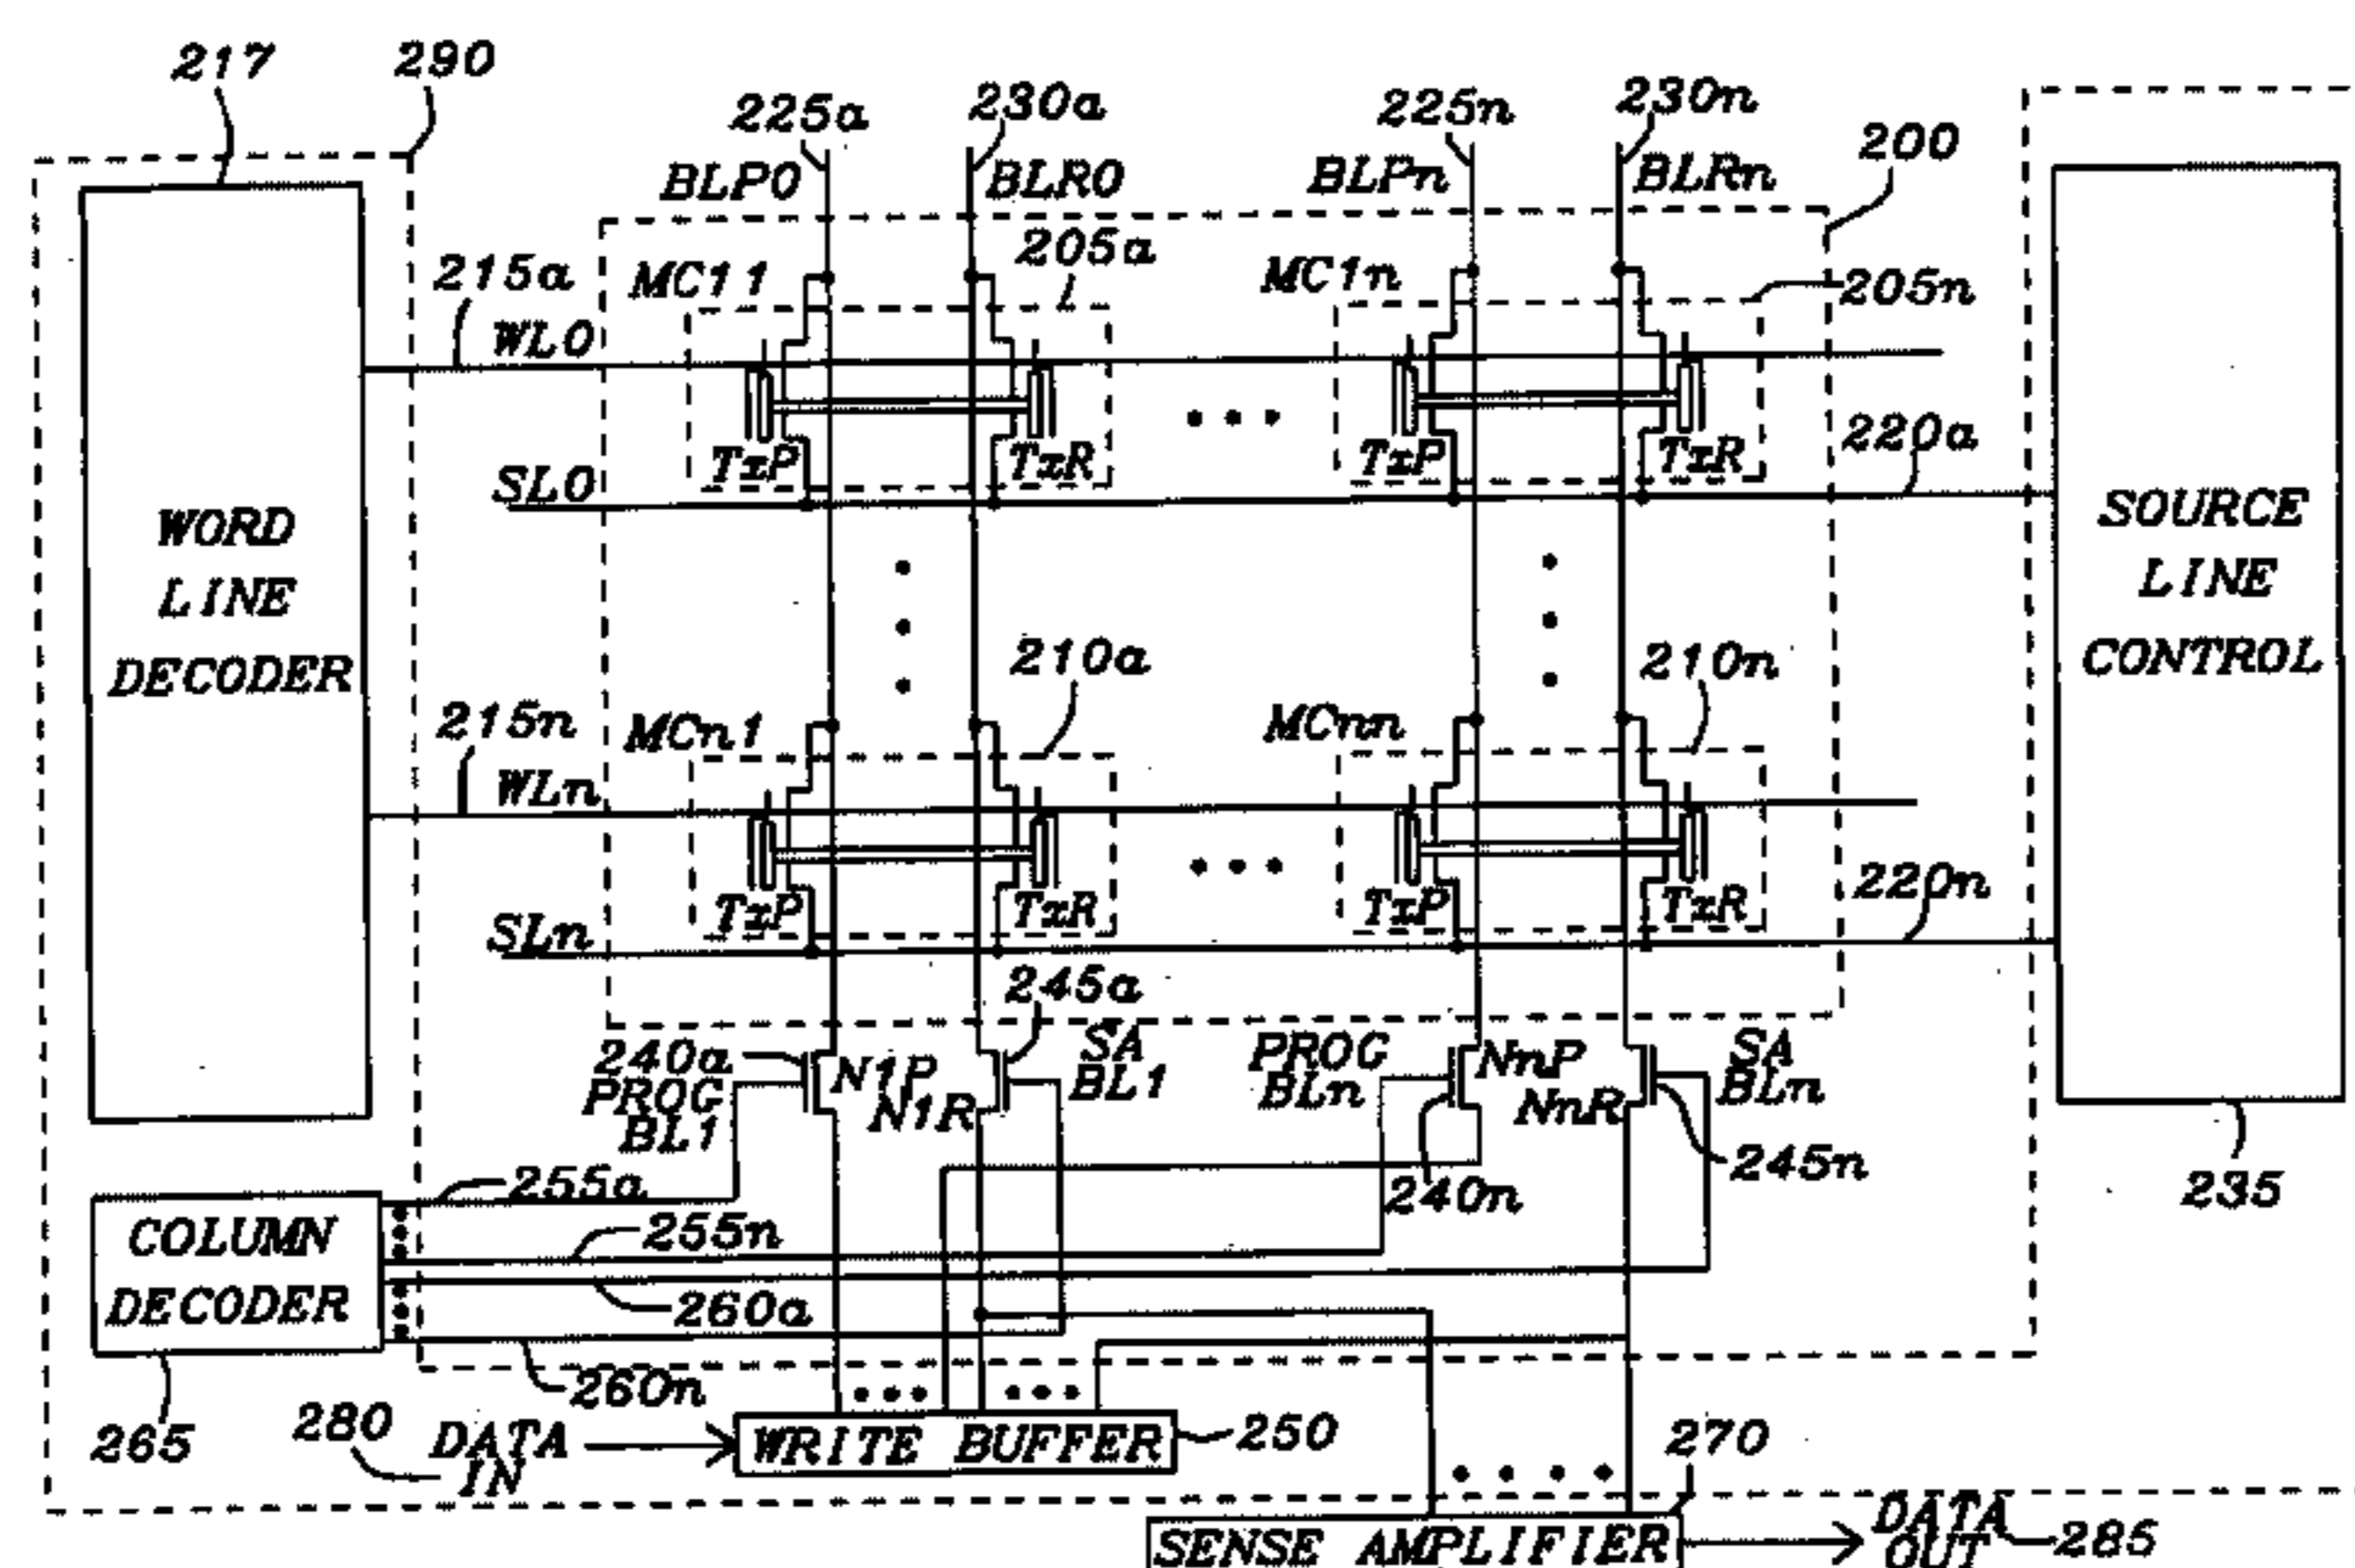 217
290
225a
230a
225n
230n
200
BLP0
BLR0
BLPn
BLRn
205a
MC11
MC1n
205n
215a
WL0
TxP
TxR
TxP
TxR
220a
SL0
WORD
LINE
DECODER
SOURCE
LINE
CONTROL
210a
210n
215n
MCn1
MCnn
WLn
TxP
TxR
TxP
TxR
220n
SLn
245a
240a
N1P
SA
BL1
PROG
BLn
NnP
SA
BLn
PROG
BL1
N1R
NnR
240n
245n
235
255a
255n
COLUMN
DECODER
260a
260n
265
280
DATA
IN
WRITE BUFFER
250
270
SENSE AMPLIFIER
DATA
OUT
285